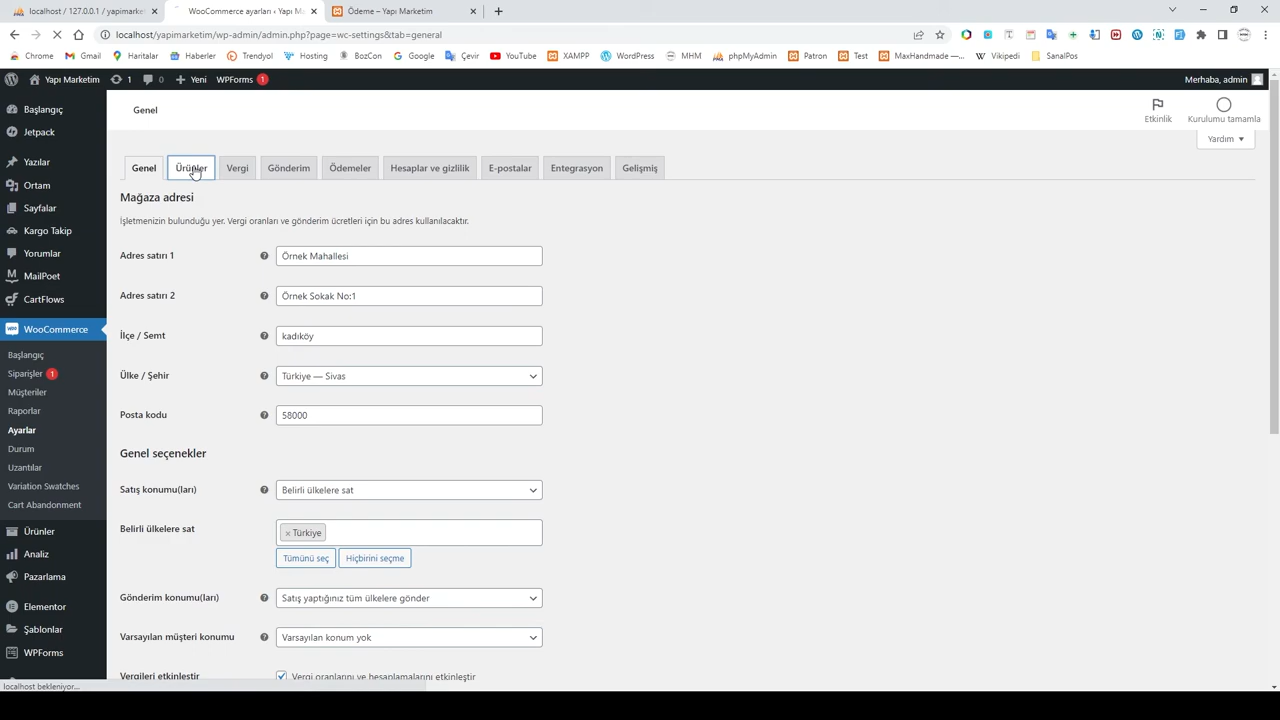 localhost / 127.0.0.1 / yapimarket
WooCommerce ayarları ‹ Yapı M
Ödeme – Yapı Marketim
localhost/yapimarketim/wp-admin/admin.php?page=wc-settings&tab=general
Chrome
Gmail
Haritalar
Haberler
Trendyol
Hosting
BozCon
Google
Çevir
YouTube
XAMPP
WordPress
MHM
phpMyAdmin
Patron
Test
MaxHandmade —...
Vikipedi
SanalPos
Yapı Marketim
1
0
Yeni
WPForms 1
Merhaba, admin
Başlangıç
Jetpack
Yazılar
Ortam
Sayfalar
Kargo Takip
Yorumlar
MailPoet
CartFlows
WooCommerce
Başlangıç
Siparişler 1
Müşteriler
Raporlar
Ayarlar
Durum
Uzantılar
Variation Swatches
Cart Abandonment
Ürünler
Analiz
Pazarlama
Elementor
Şablonlar
WPForms
localhost bekleniyor...
Genel
Etkinlik
Kurulumu tamamla
Yardım
Genel
Ürünler
Vergi
Gönderim
Ödemeler
Hesaplar ve gizlilik
E-postalar
Entegrasyon
Gelişmiş
Mağaza adresi
İşletmenizin bulunduğu yer. Vergi oranları ve gönderim ücretleri için bu adres kullanılacaktır.
Adres satırı 1
Örnek Mahallesi
Adres satırı 2
Örnek Sokak No:1
İlçe / Semt
kadıköy
Ülke / Şehir
Türkiye — Sivas
Posta kodu
58000
Genel seçenekler
Satış konumu(ları)
Belirli ülkelere sat
Belirli ülkelere sat
× Türkiye
Tümünü seç
Hiçbirini seçme
Gönderim konumu(ları)
Satış yaptığınız tüm ülkelere gönder
Varsayılan müşteri konumu
Varsayılan konum yok
Vergileri etkinleştir
Vergi oranlarını ve hesaplamalarını etkinleştir